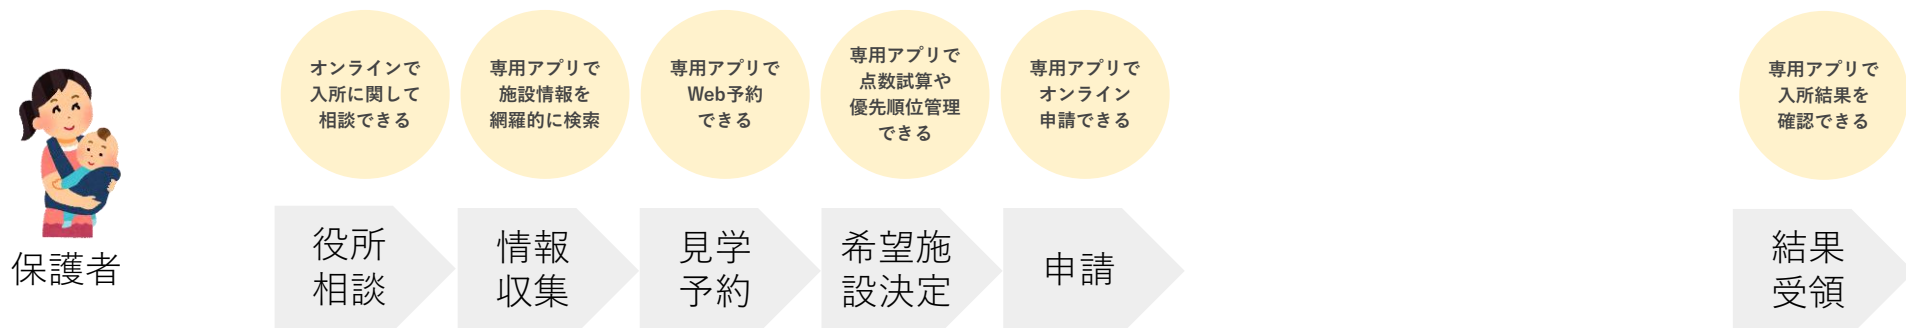 オンラインで
入所に関して
相談できる
専用アプリで
施設情報を
網羅的に検索
専用アプリで
Web予約
できる
専用アプリで
点数試算や
優先順位管理
できる
専用アプリで
オンライン
申請できる
専用アプリで
入所結果を
確認できる
保護者
役所
相談
情報
収集
見学
予約
希望施
設決定
申請
結果
受領